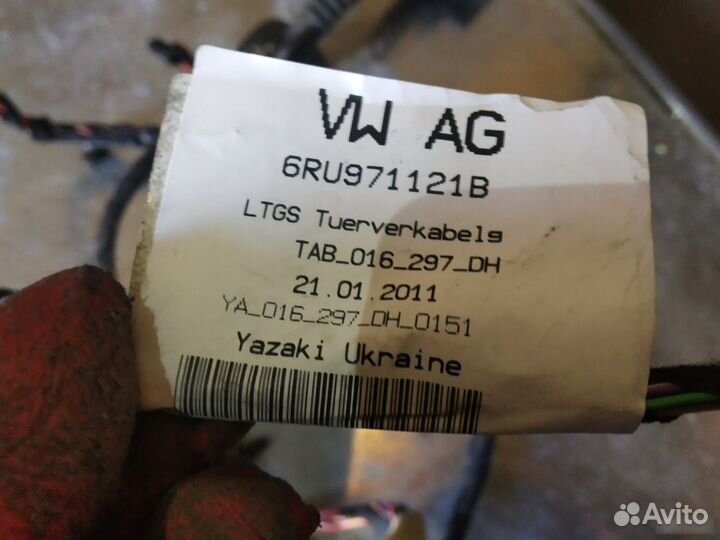 VW AG
6RU971121B
LTGS Tuerverkabelg
TAB_016_297_DH
21.01.2011
YA_016_297_DH_0151
Yazaki Ukraine
Avito